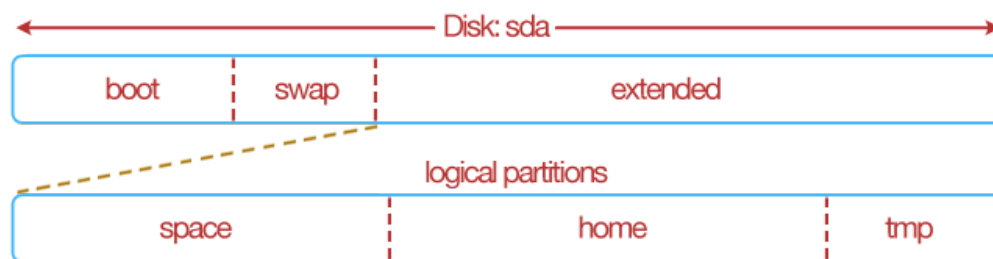 Disk: sda
boot swap extended
logical partitions
space home tmp